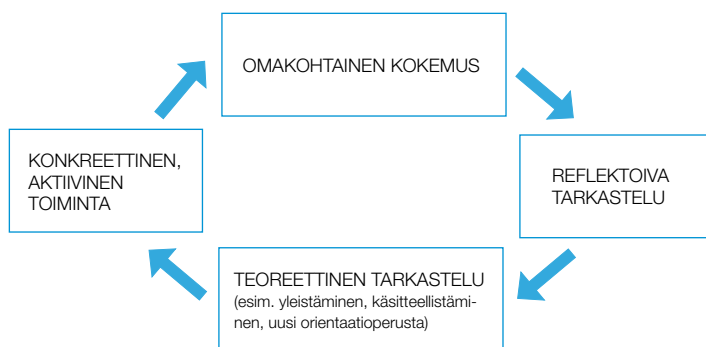 OMAKOHTAINEN KOKEMUS
REFLEKTOIVA
TARKASTELU
TEOREETTINEN TARKASTELU
(esim. yleistäminen, käsitteellistämi-
nen, uusi orientaatioperusta)
KONKREETTINEN,
AKTIIVINEN
TOIMINTA